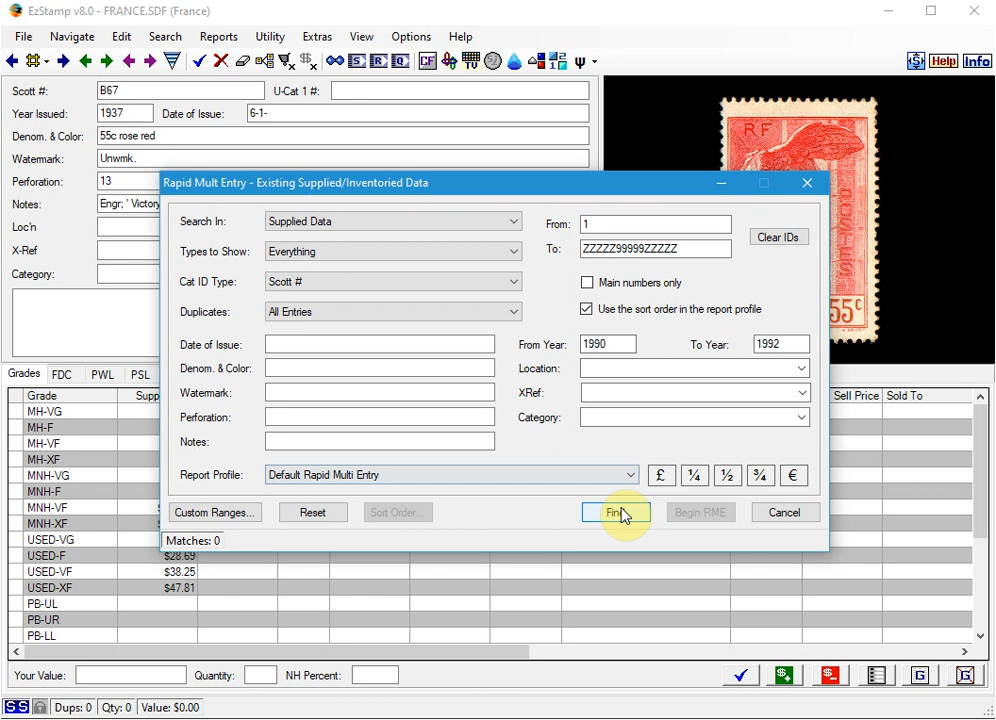 EzStamp v8.0 - FRANCE.SDF (France)
File Navigate Edit Search Reports Utility Extras View Options Help
S R Q CF TV Help Info
Scott #: B67 U-Cat 1 #:
Year Issued: 1937 Date of Issue: 6-1-
Denom. & Color: 55c rose red
Watermark: Unwmk.
Perforation: 13
Notes: Engr; ' Victory
Loc'n
X-Ref
Category:
RF
55c
Rapid Mult Entry - Existing Supplied/Inventoried Data
Search In: Supplied Data From: 1 Clear IDs
Types to Show: Everything To: ZZZZZ99999ZZZZZ
Cat ID Type: Scott # Main numbers only
Duplicates: All Entries Use the sort order in the report profile
Date of Issue: From Year: 1990 To Year: 1992
Denom. & Color: Location:
Watermark: XRef:
Perforation: Category:
Notes:
Report Profile: Default Rapid Multi Entry £ ¼ ½ ¾ €
Custom Ranges... Reset Sort Order... Find Begin RME Cancel
Matches: 0
Grades FDC PWL PSL
Grade Supp Sell Price Sold To
MH-VG
MH-F
MH-VF
MH-XF
MNH-VG
MNH-F
MNH-VF
MNH-XF
USED-VG
USED-F $28.69
USED-VF $38.25
USED-XF $47.81
PB-UL
PB-UR
PB-LL
Your Value: Quantity: NH Percent:
SS Dups: 0 Qty: 0 Value: $0.00